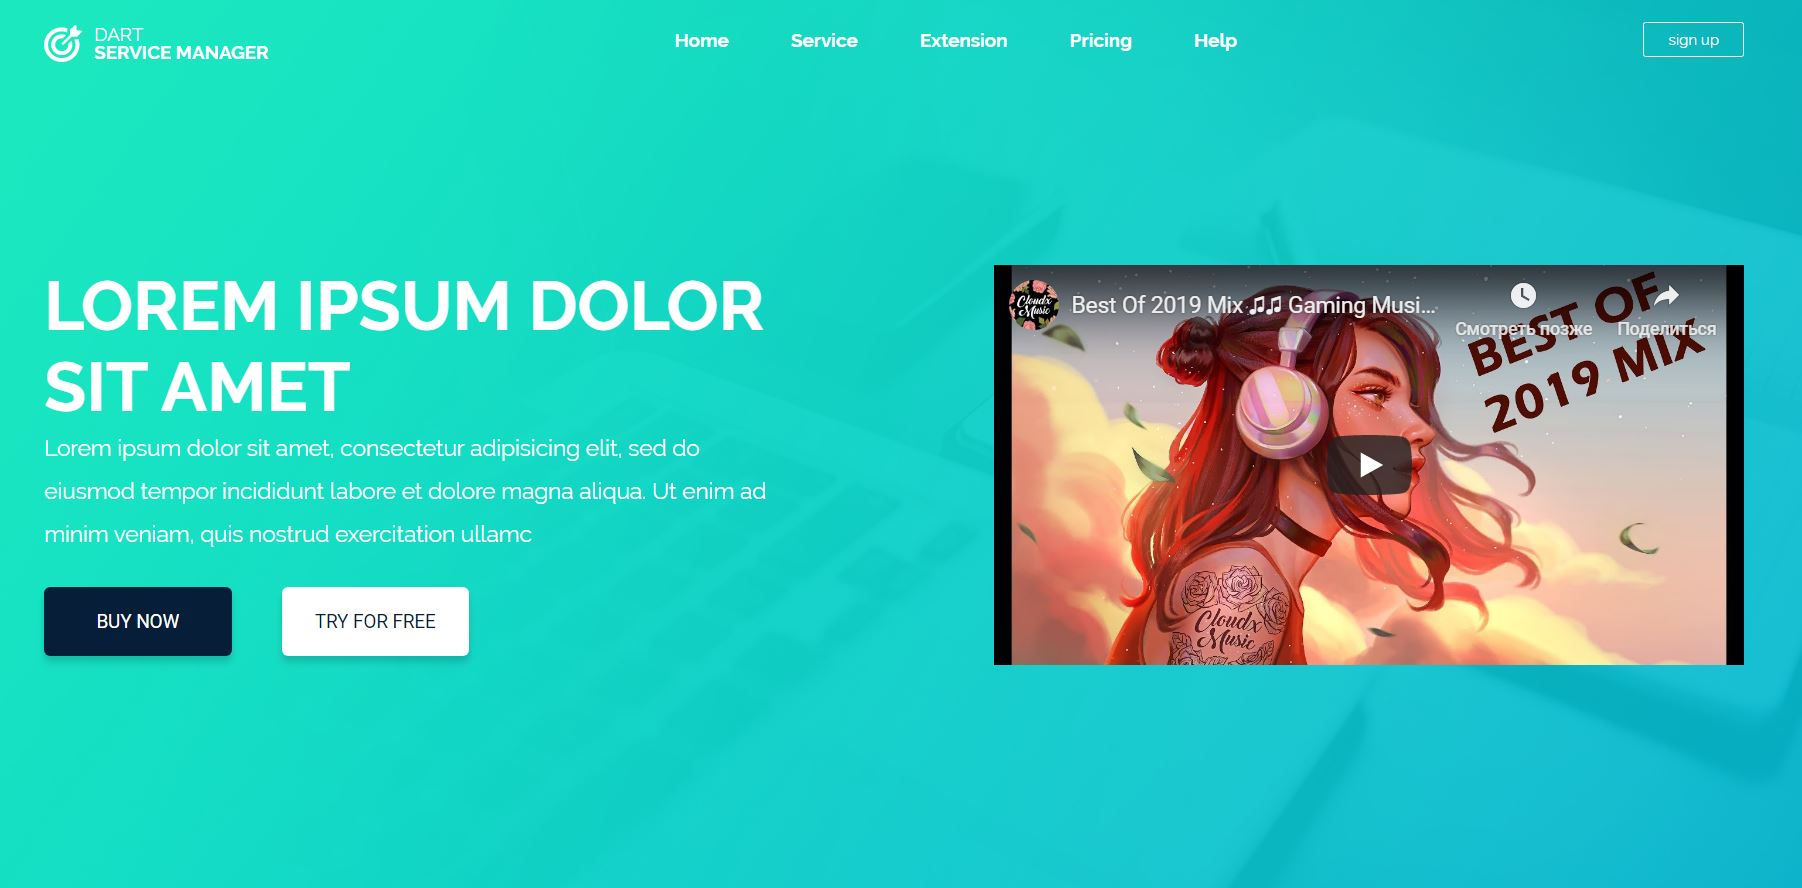 DART
SERVICE MANAGER
Home
Service
Extension
Pricing
Help
sign up
LOREM IPSUM DOLOR
SIT AMET
Lorem ipsum dolor sit amet, consectetur adipisicing elit, sed do
eiusmod tempor incididunt labore et dolore magna aliqua. Ut enim ad
minim veniam, quis nostrud exercitation ullamc
BUY NOW
TRY FOR FREE
Cloudx
Music
Best Of 2019 Mix 🎵🎵 Gaming Musi...
Смотреть позже
Поделиться
BEST OF
2019 MIX
Cloudx
Music